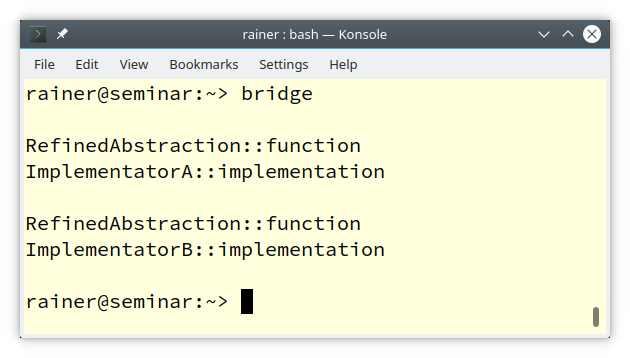 rainer : bash — Konsole
File Edit View Bookmarks Settings Help
rainer@seminar:~> bridge
RefinedAbstraction::function
ImplementatorA::implementation
RefinedAbstraction::function
ImplementatorB::implementation
rainer@seminar:~>